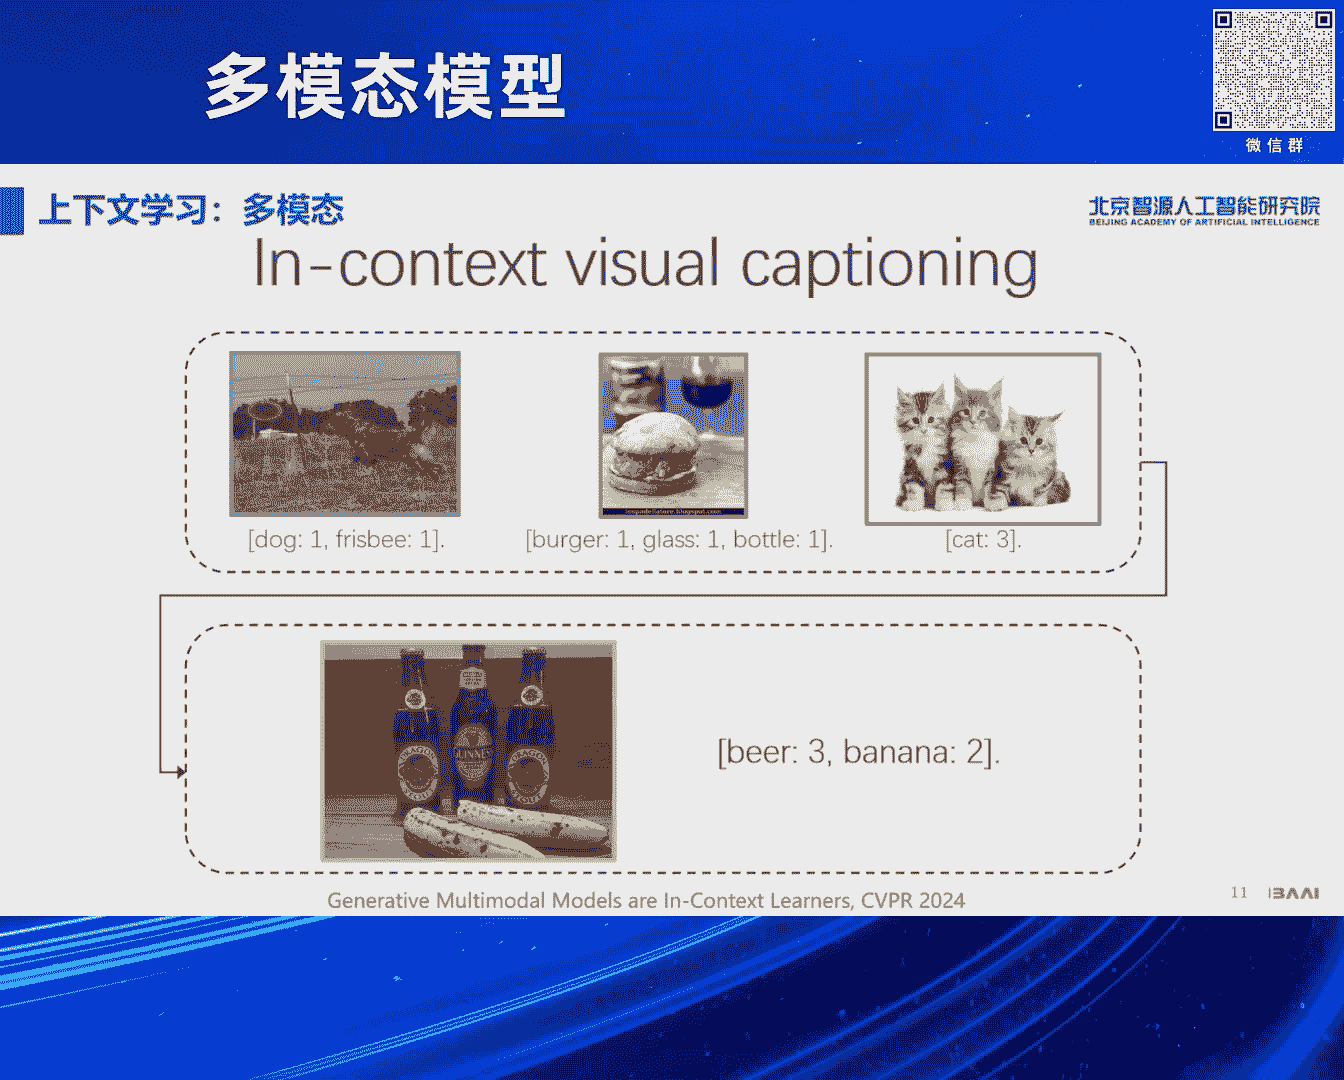 多模态模型
微信群
上下文学习：多模态
北京智源人工智能研究院
BEIJING ACADEMY OF ARTIFICIAL INTELLIGENCE
In-context visual captioning
[dog: 1, frisbee: 1].
[burger: 1, glass: 1, bottle: 1].
[cat: 3].
GUINNESS
[beer: 3, banana: 2].
Generative Multimodal Models are In-Context Learners, CVPR 2024
11
BAAI